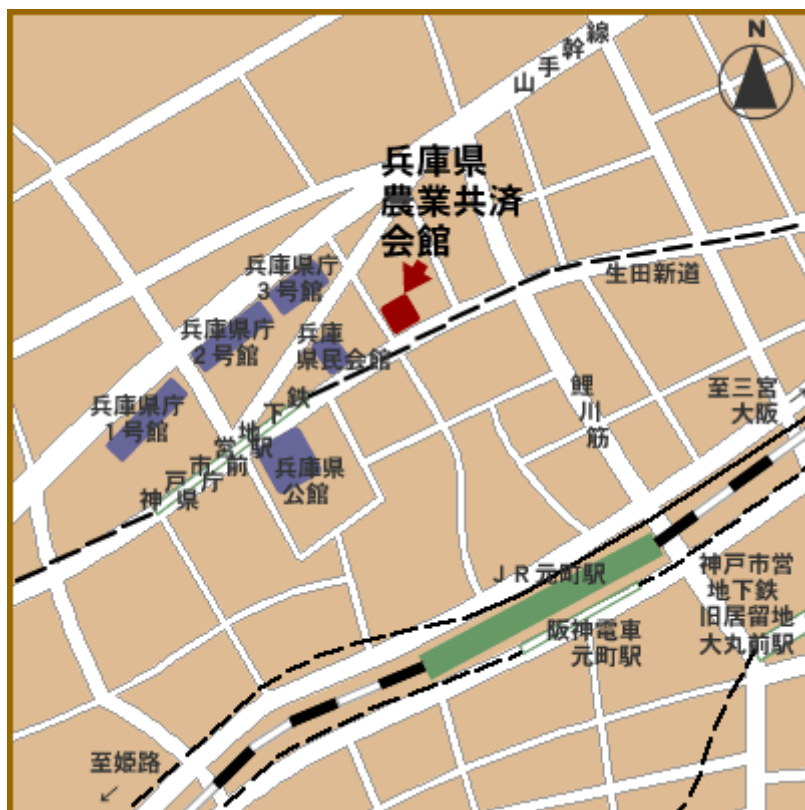 N
山手幹線
兵庫県
農業共済
会館
兵庫県庁
3号館
生田新道
兵庫県庁
2号館
兵庫
県民会館
鯉川筋
至三宮
大阪
兵庫県庁
1号館
神戸市営地下鉄
県庁前駅
兵庫県
公館
JR元町駅
神戸市営
地下鉄
旧居留地
大丸前駅
阪神電車
元町駅
至姫路